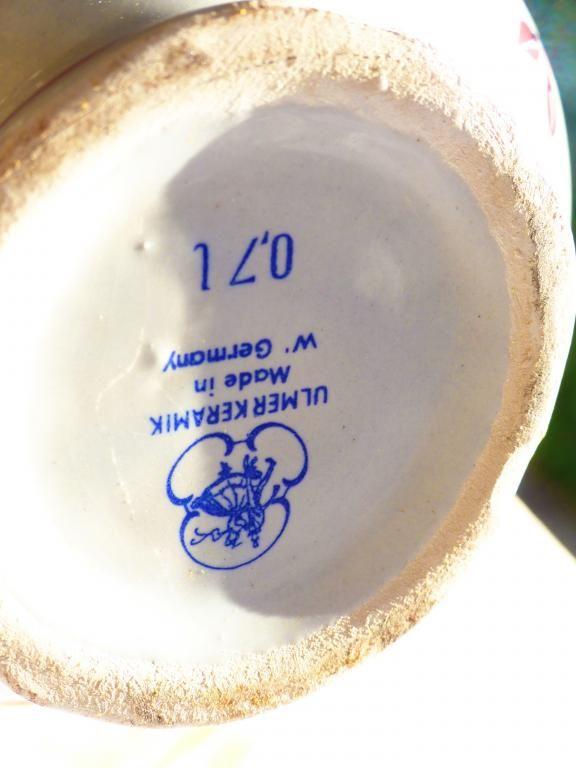 ULMER KERAMIK
Made in
W' Germany
0,7 l